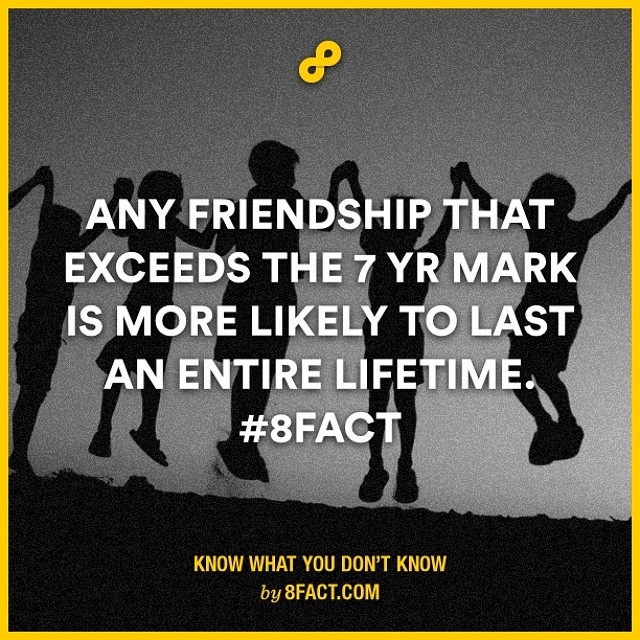 ANY FRIENDSHIP THAT
EXCEEDS THE 7 YR MARK
IS MORE LIKELY TO LAST
AN ENTIRE LIFETIME.
#8FACT
KNOW WHAT YOU DON'T KNOW
by 8FACT.COM